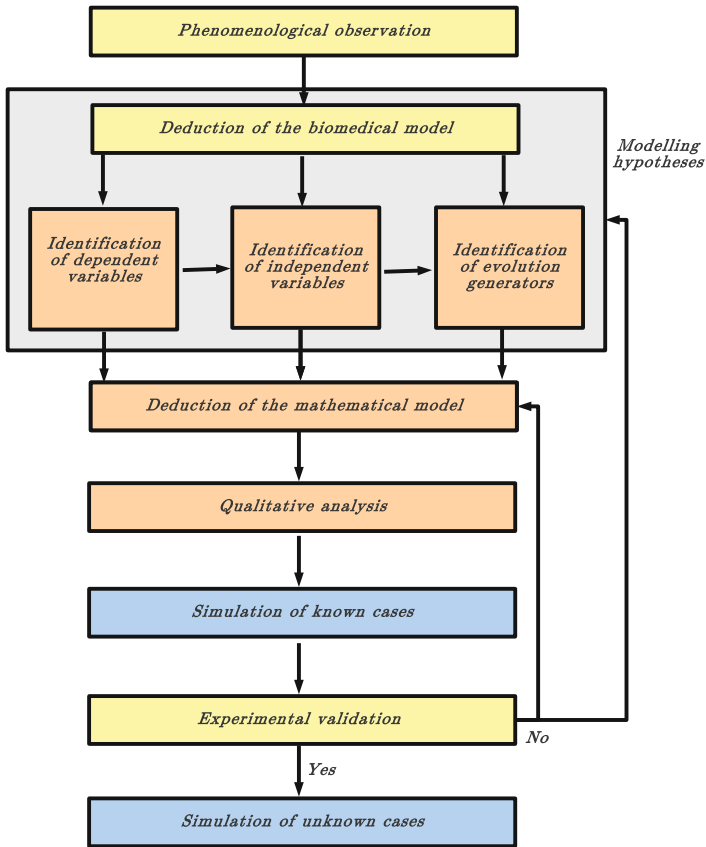 Phenomenological observation
Deduction of the biomedical model
Modelling
hypotheses
Identification
of dependent
variables
Identification
of independent
variables
Identification
of evolution
generators
Deduction of the mathematical model
Qualitative analysis
Simulation of known cases
Experimental validation
No
Yes
Simulation of unknown cases